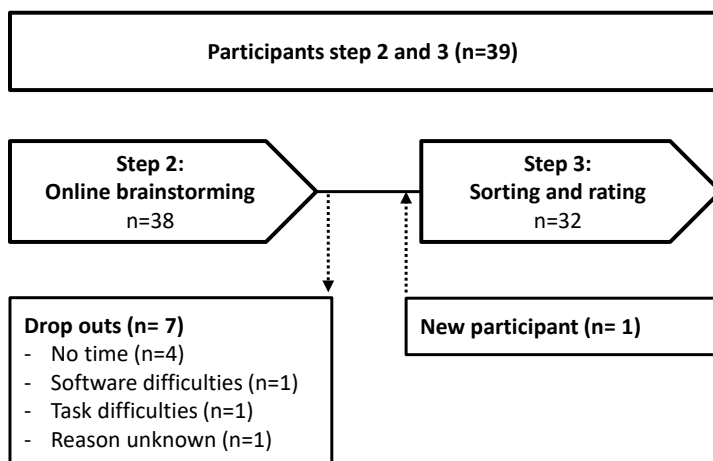 Participants step 2 and 3 (n=39)
Step 2:
Online brainstorming
n=38
Step 3:
Sorting and rating
n=32
Drop outs (n= 7)
- No time (n=4)
- Software difficulties (n=1)
- Task difficulties (n=1)
- Reason unknown (n=1)
New participant (n= 1)